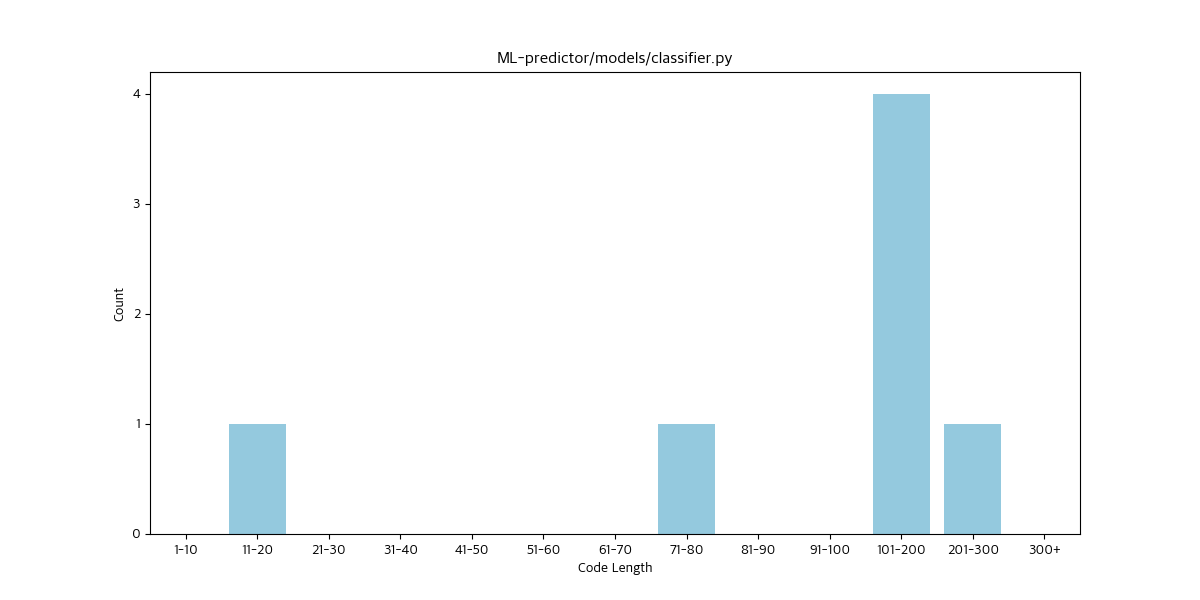 ML-predictor/models/classifier.py
Count
4
3
2
1
0
1-10 11-20 21-30 31-40 41-50 51-60 61-70 71-80 81-90 91-100 101-200 201-300 300+
Code Length